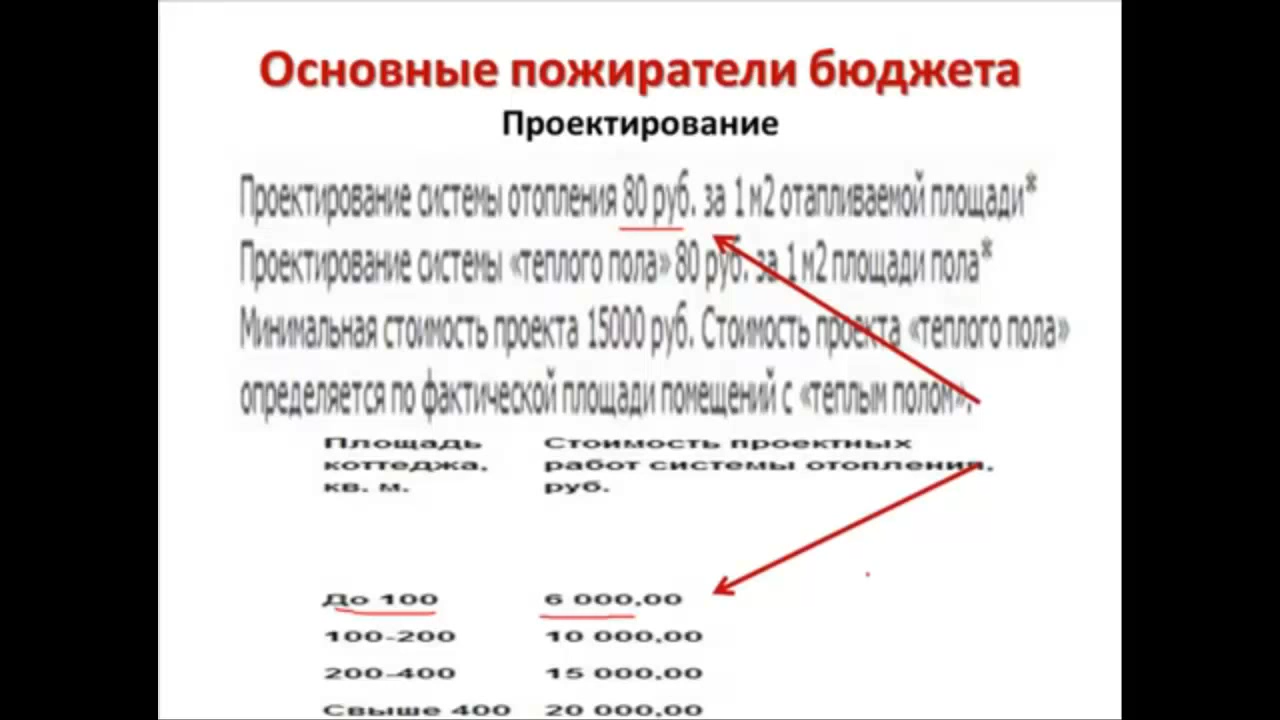 Основные пожиратели бюджета
Проектирование
Проектирование системы отопления 80 руб. за 1 м2 отапливаемой площади*
Проектирование системы «теплого пола» 80 руб. за 1 м2 площади пола*
Минимальная стоимость проекта 15000 руб. Стоимость проекта «теплого пола»
определяется по фактической площади помещений с «теплым полом».
Площадь Стоимость проектных
коттеджа, работ системы отопления,
кв. м. руб.
До 100 6 000,00
100-200 10 000,00
200-400 15 000,00
Свыше 400 20 000,00